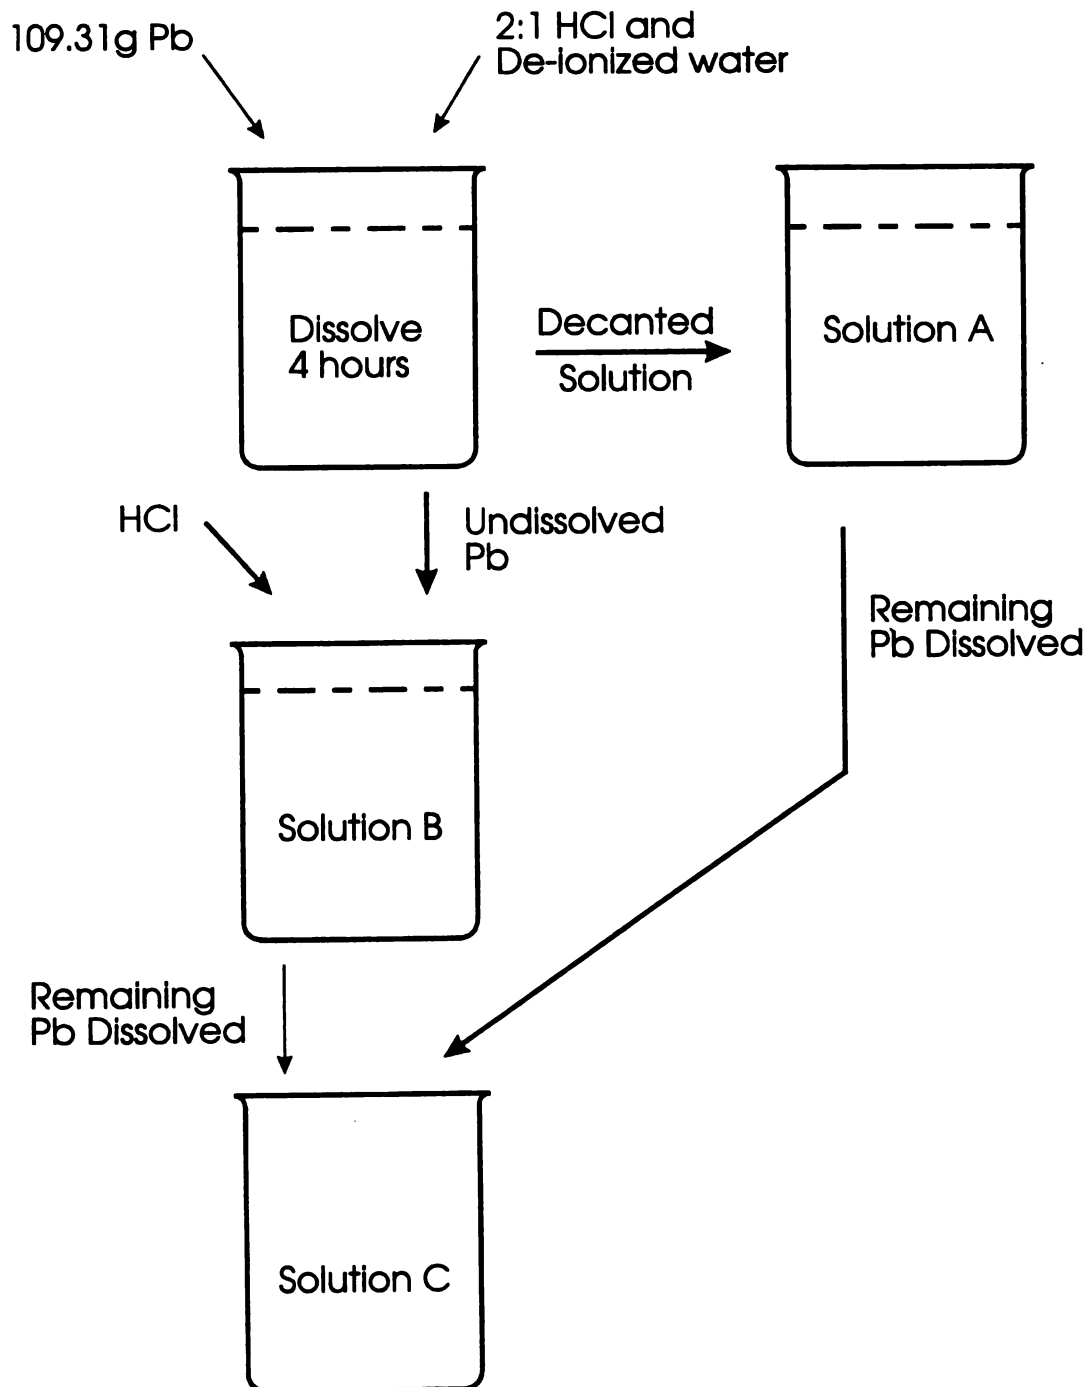 109.31g Pb
2:1 HCl and
De-ionized water
Dissolve
4 hours
Decanted
Solution
Solution A
HCl
Undissolved
Pb
Remaining
Pb Dissolved
Solution B
Remaining
Pb Dissolved
Solution C